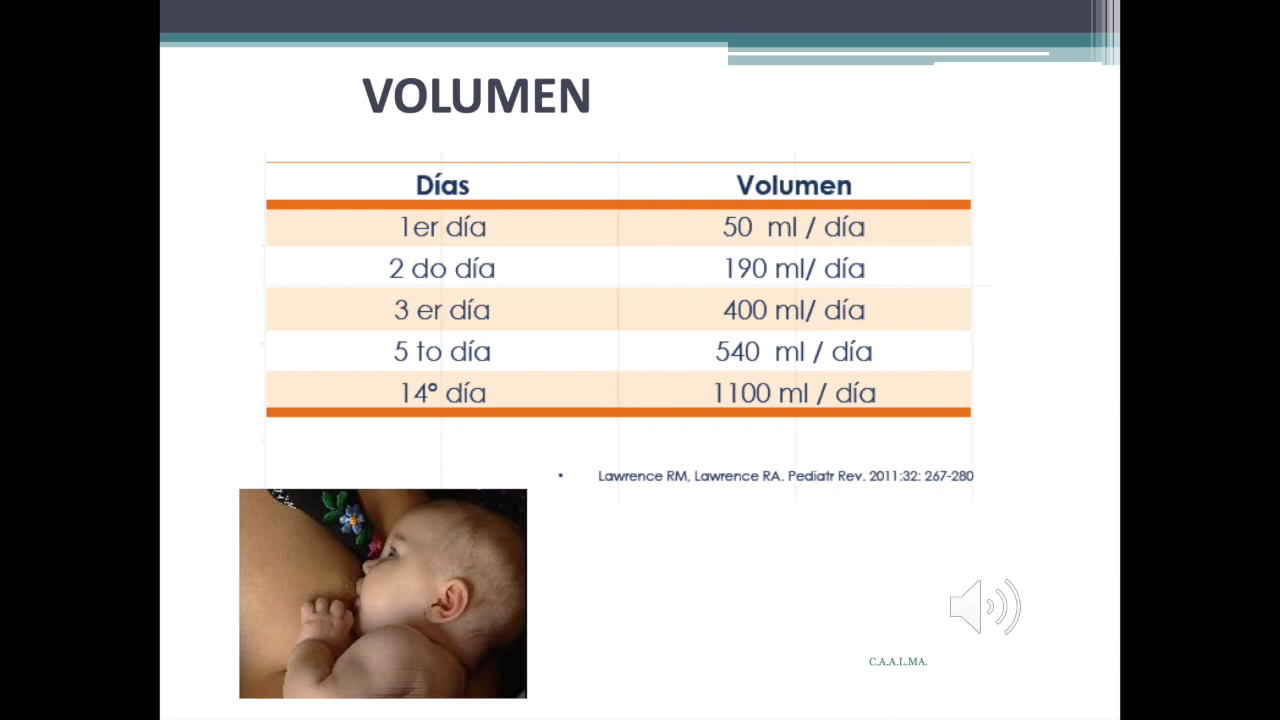 VOLUMEN
Días Volumen
1er día 50 ml / día
2 do día 190 ml/ día
3 er día 400 ml/ día
5 to día 540 ml / día
14° día 1100 ml / día
• Lawrence RM, Lawrence RA. Pediatr Rev. 2011:32: 267-280
C.A.A.L.MA.